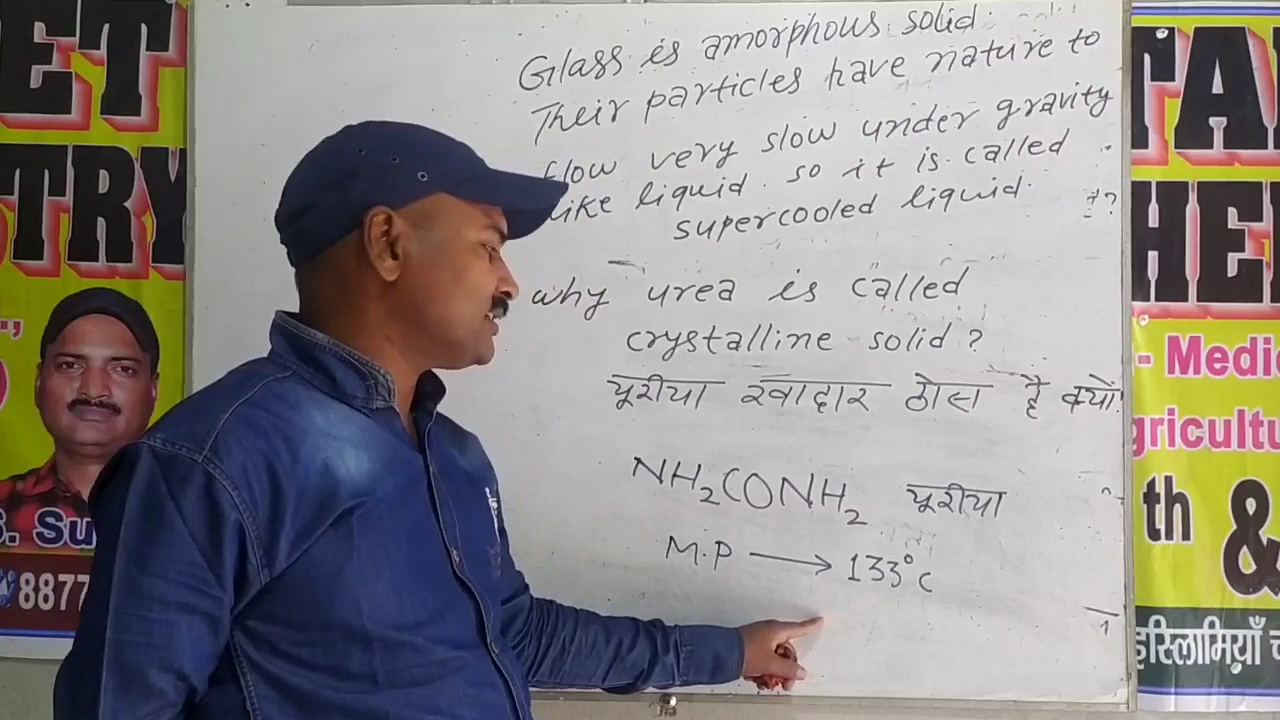 ET
TRY
S. Su
8877
Glass is amorphous solid.
Their particles have nature to
flow very slow under gravity
like liquid. so it is called
supercooled liquid.
why urea is called
crystalline solid?
यूरीया रवादार ठोस है क्यों?
NH₂CONH₂ यूरीया
M.P → 133°c
TA
HE
- Medic
gricultu
th &
इस्लामियाँ च